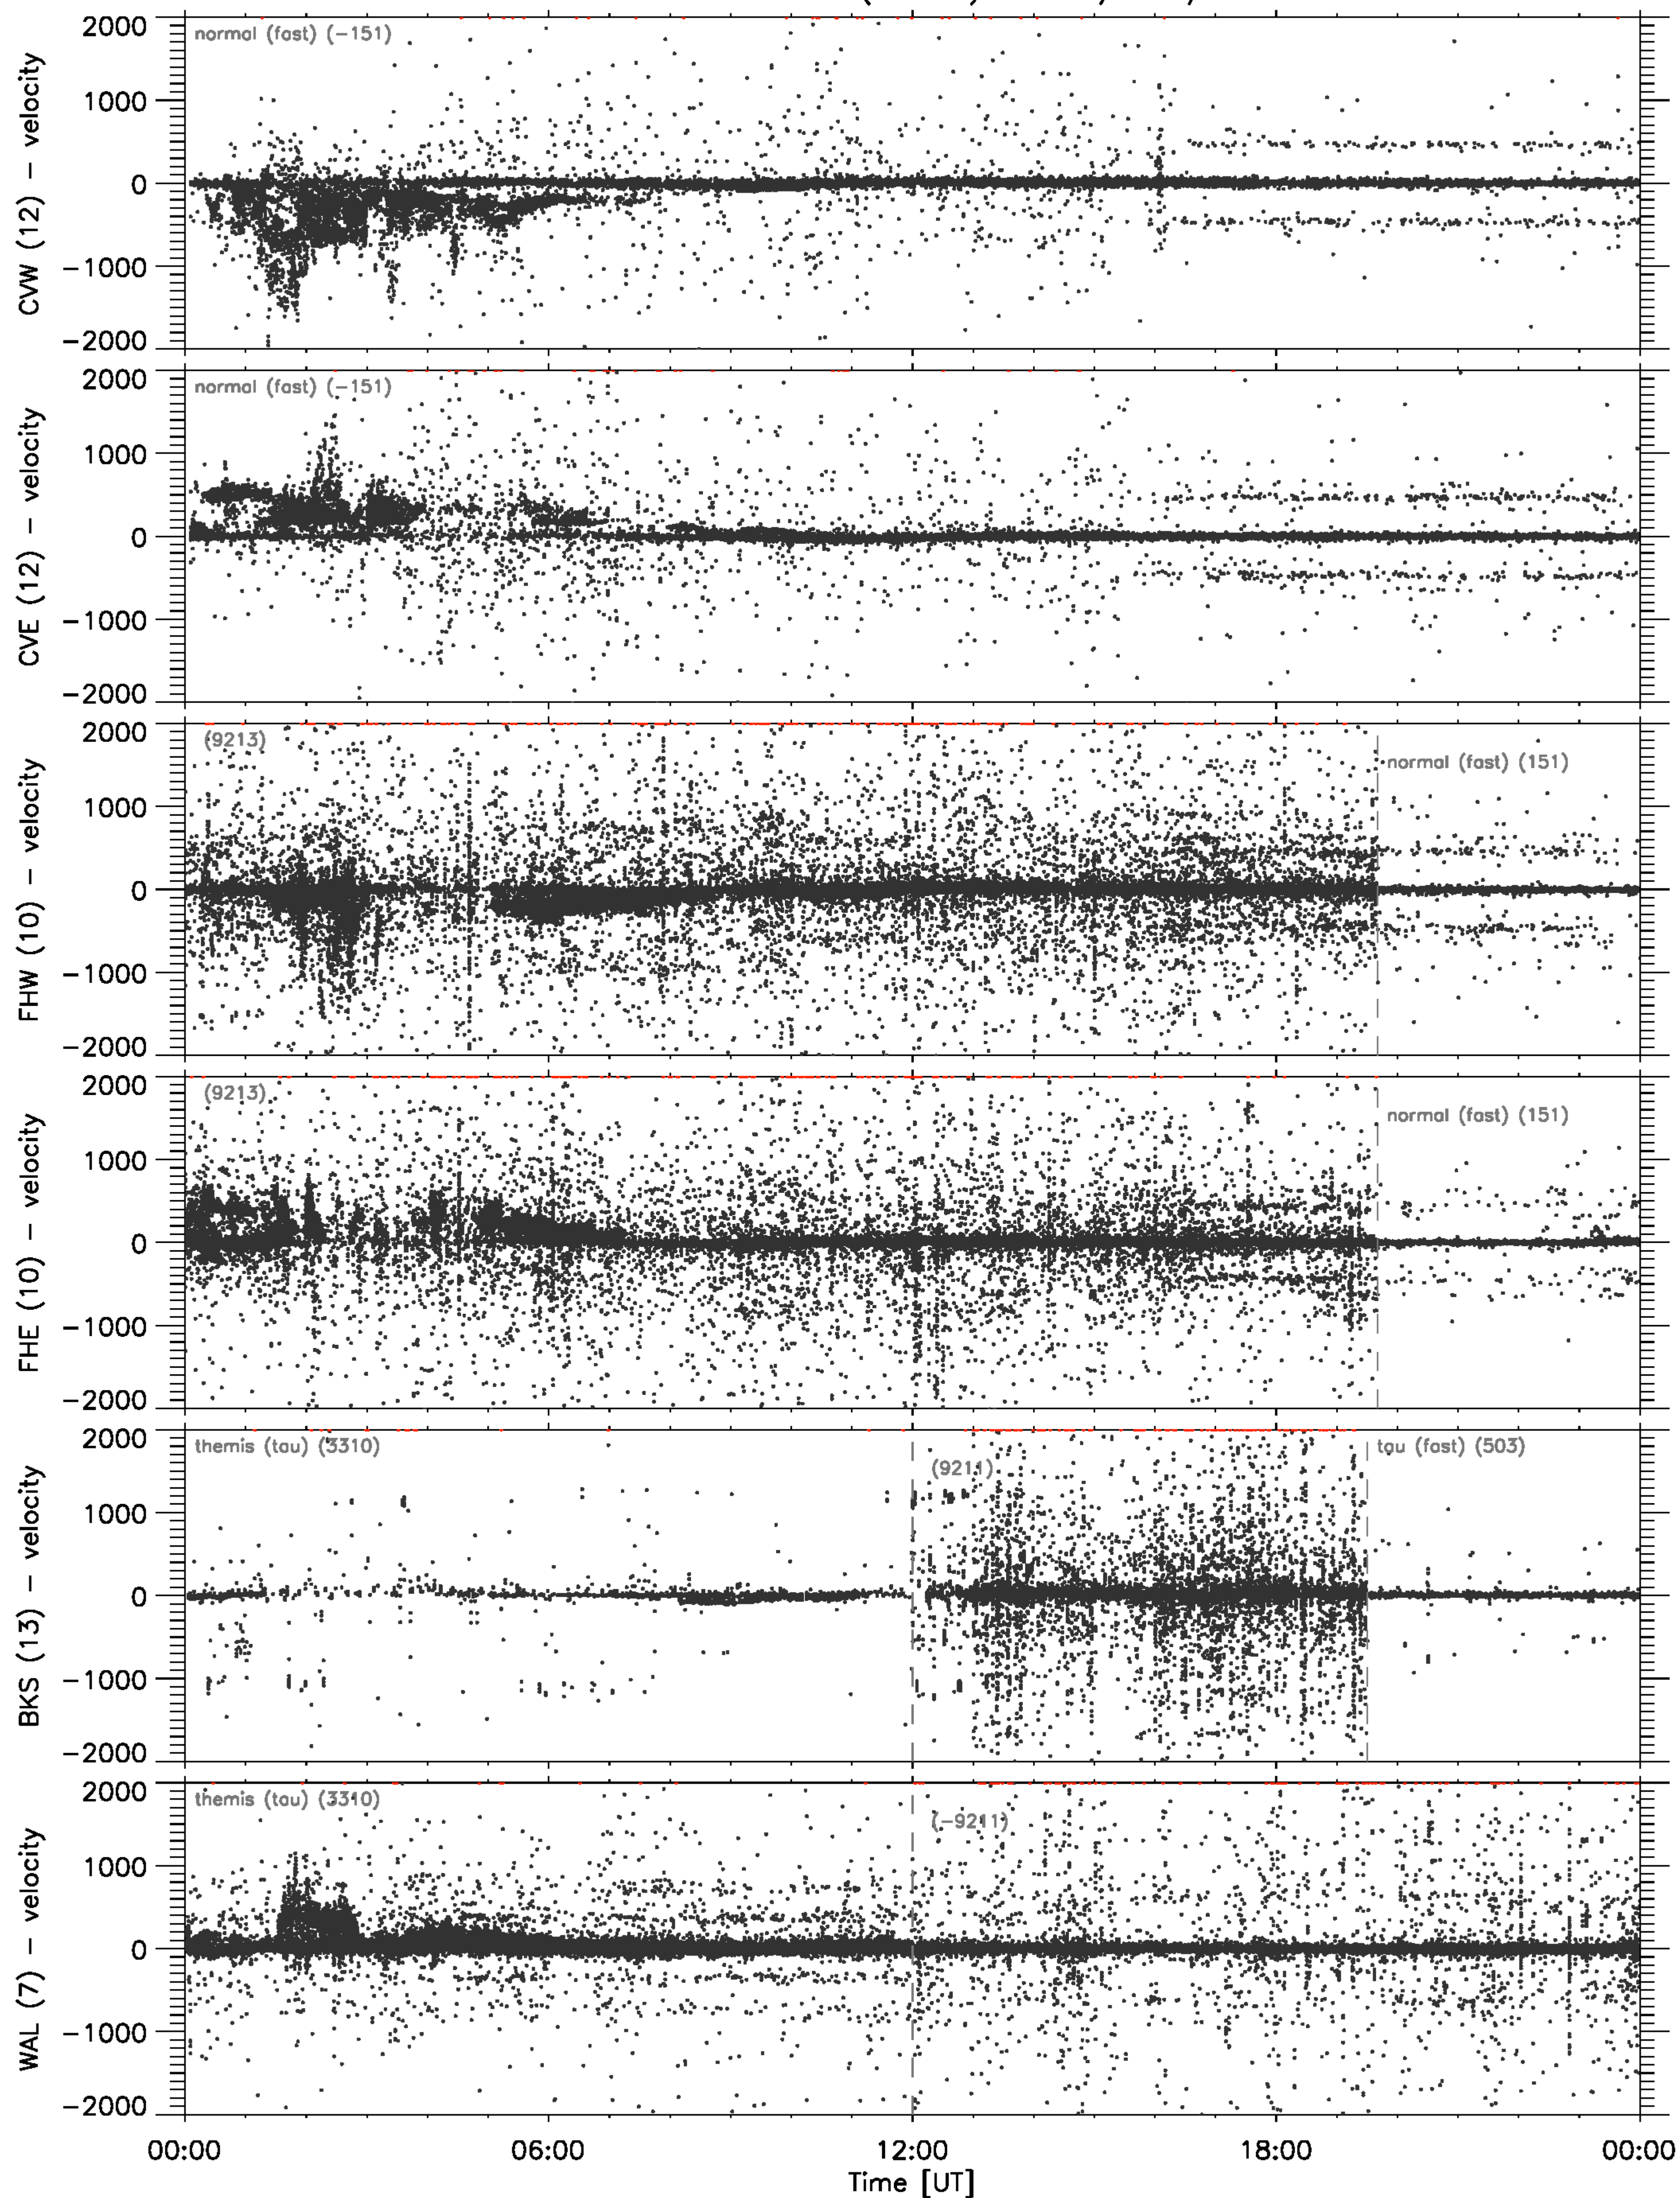 CVW (12) – velocity
2000
1000
0
−1000
−2000
normal (fast) (−151)
CVE (12) – velocity
2000
1000
0
−1000
−2000
normal (fast) (−151)
FHW (10) – velocity
2000
1000
0
−1000
−2000
(9213)
normal (fast) (151)
FHE (10) – velocity
2000
1000
0
−1000
−2000
(9213)
normal (fast) (151)
BKS (13) – velocity
2000
1000
0
−1000
−2000
themis (tau) (3310)
(9211)
tau (fast) (503)
WAL (7) – velocity
2000
1000
0
−1000
−2000
themis (tau) (3310)
(−9211)
00:00 06:00 12:00 18:00 00:00
Time [UT]